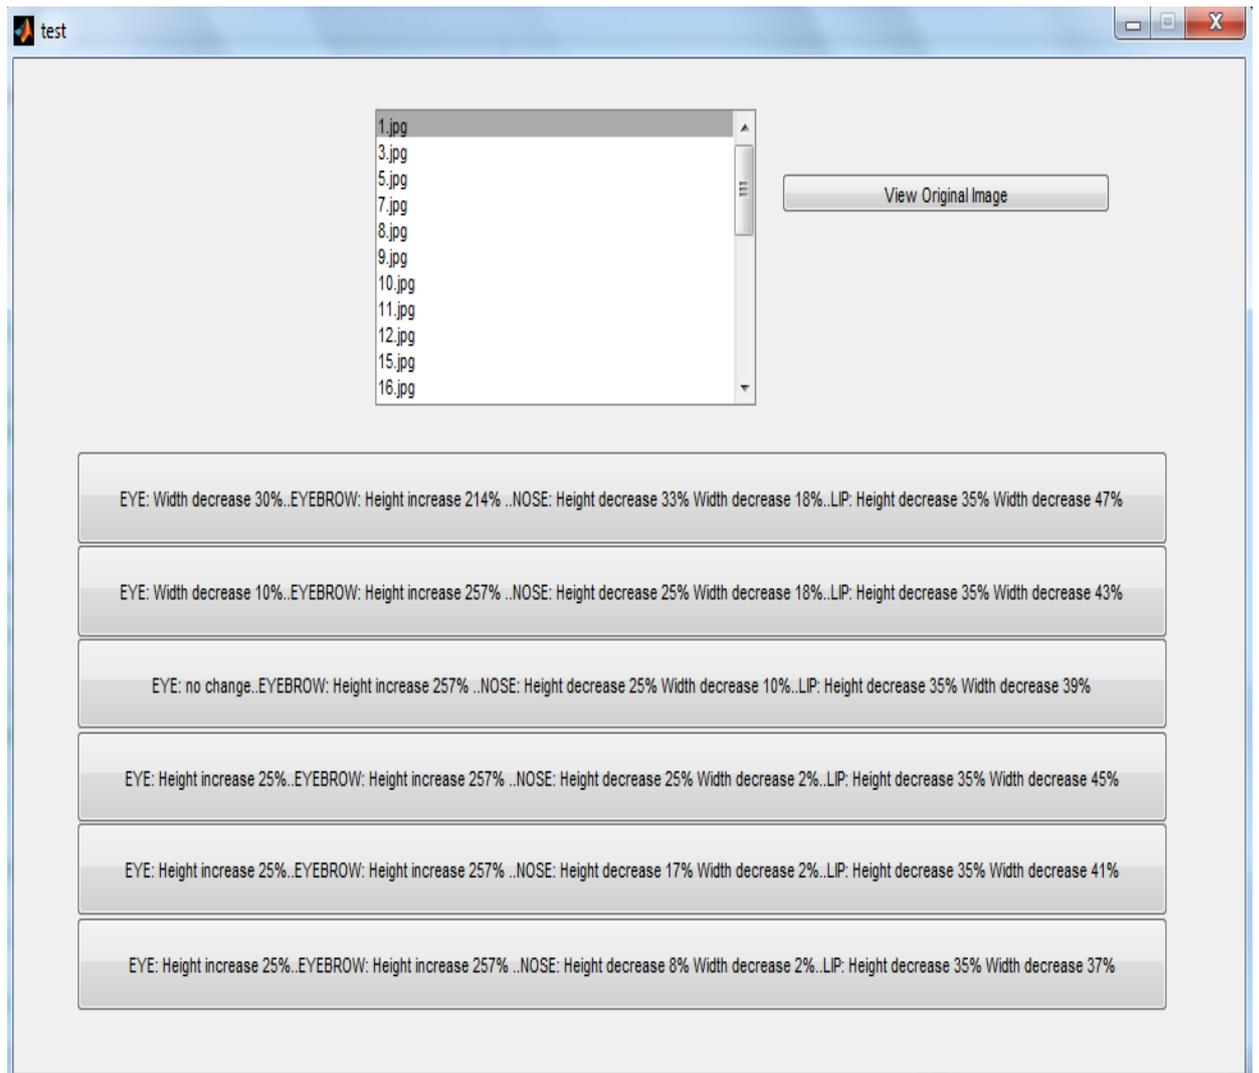 test
X
1.jpg
3.jpg
5.jpg
7.jpg
8.jpg
9.jpg
10.jpg
11.jpg
12.jpg
15.jpg
16.jpg
View Original Image
EYE: Width decrease 30%..EYEBROW: Height increase 214% ..NOSE: Height decrease 33% Width decrease 18%..LIP: Height decrease 35% Width decrease 47%
EYE: Width decrease 10%..EYEBROW: Height increase 257% ..NOSE: Height decrease 25% Width decrease 18%..LIP: Height decrease 35% Width decrease 43%
EYE: no change..EYEBROW: Height increase 257% ..NOSE: Height decrease 25% Width decrease 10%..LIP: Height decrease 35% Width decrease 39%
EYE: Height increase 25%..EYEBROW: Height increase 257% ..NOSE: Height decrease 25% Width decrease 2%..LIP: Height decrease 35% Width decrease 45%
EYE: Height increase 25%..EYEBROW: Height increase 257% ..NOSE: Height decrease 17% Width decrease 2%..LIP: Height decrease 35% Width decrease 41%
EYE: Height increase 25%..EYEBROW: Height increase 257% ..NOSE: Height decrease 8% Width decrease 2%..LIP: Height decrease 35% Width decrease 37%